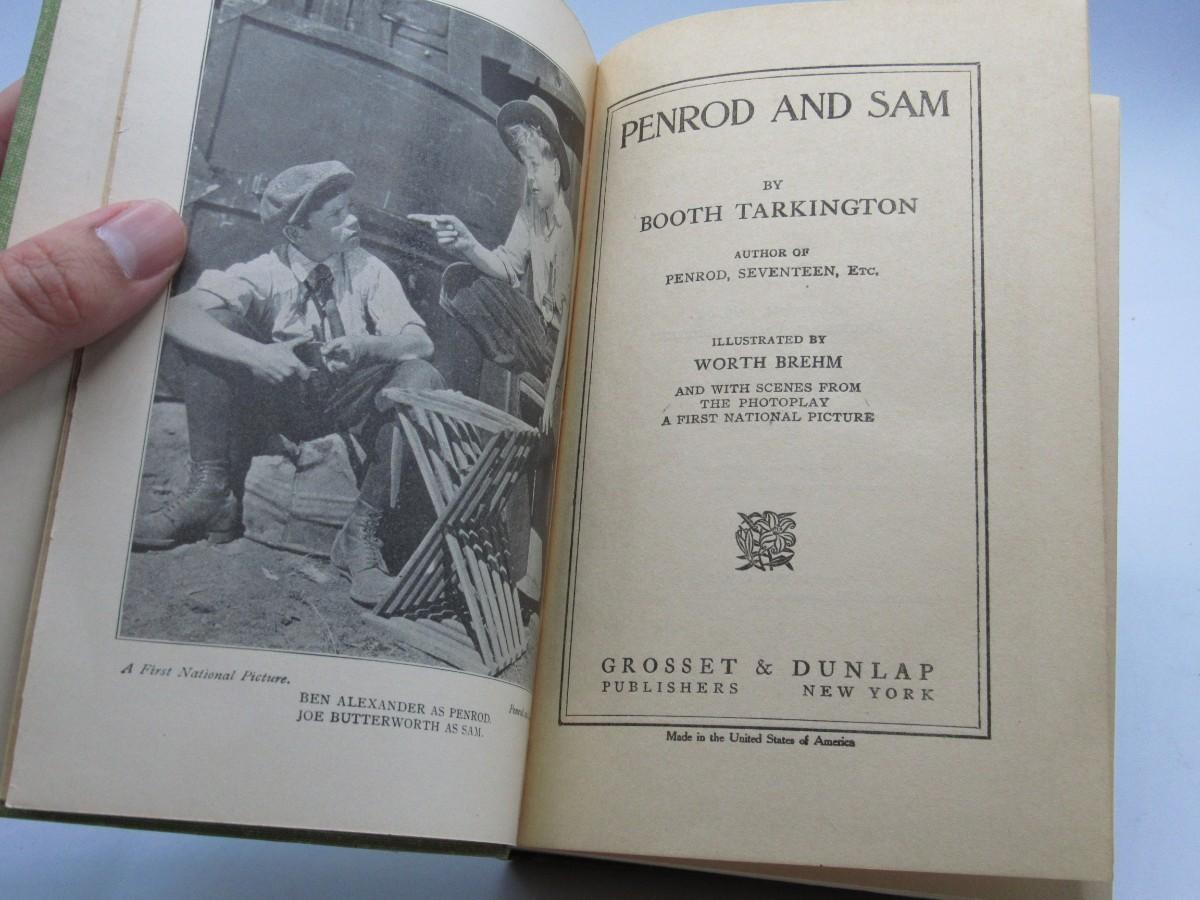 A First National Picture.
BEN ALEXANDER AS PENROD.
JOE BUTTERWORTH AS SAM.
PENROD AND SAM
BY
BOOTH TARKINGTON
AUTHOR OF
PENROD, SEVENTEEN, ETC.
ILLUSTRATED BY
WORTH BREHM
AND WITH SCENES FROM
THE PHOTOPLAY
A FIRST NATIONAL PICTURE
GROSSET & DUNLAP
PUBLISHERS NEW YORK
Made in the United States of America